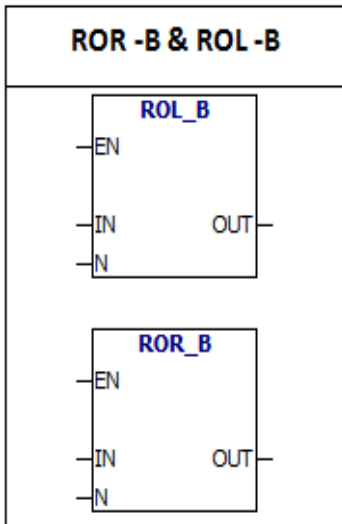 ROR -B & ROL -B
ROL_B
EN
IN OUT
N
ROR_B
EN
IN OUT
N